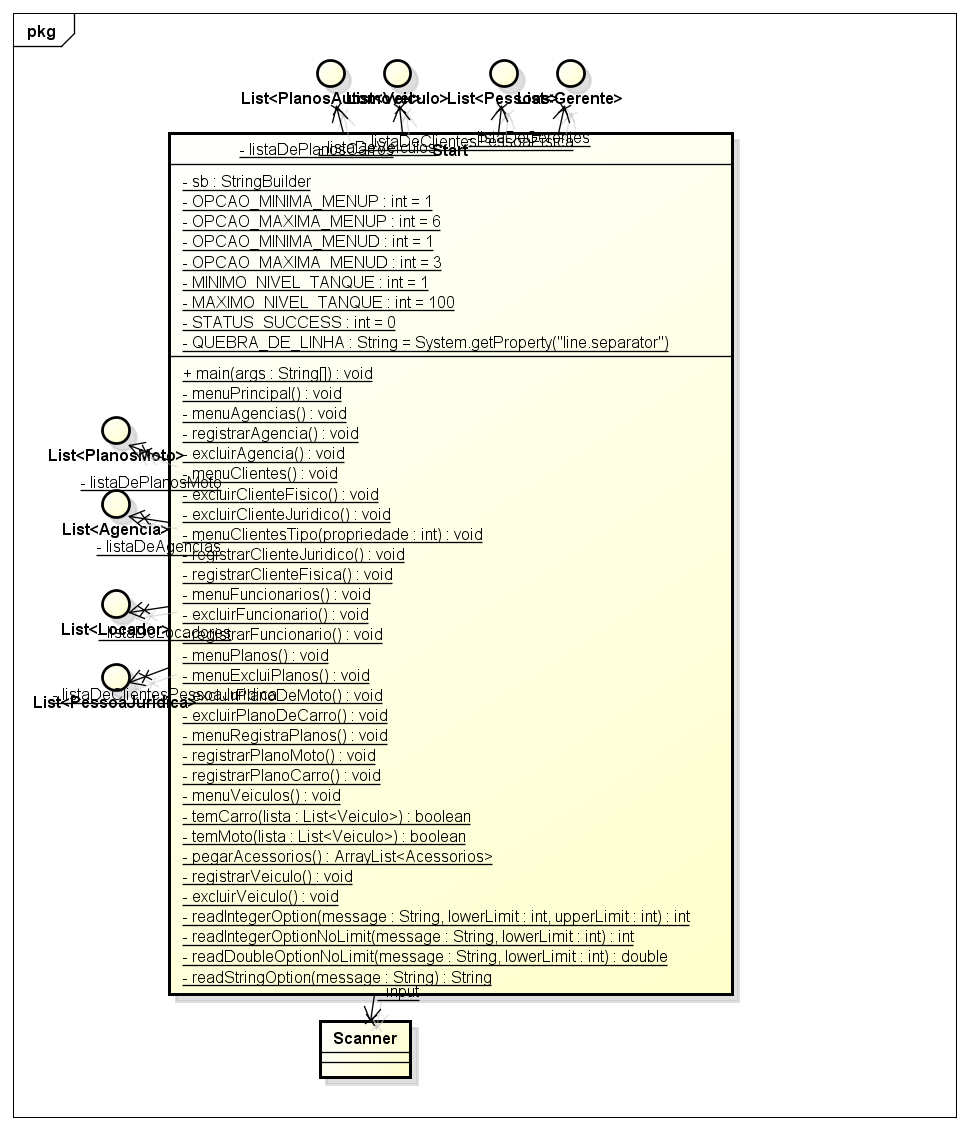 pkg
List<PlanosAutomoveis>
List<Veiculo>
List<Pessoas>
List<Gerente>
- listaDePlanosCarros
- listaDeVeiculos
- listaDeClientesPessoaFisica
- listaDeGerentes
Start
- sb : StringBuilder
- OPCAO_MINIMA_MENUP : int = 1
- OPCAO_MAXIMA_MENUP : int = 6
- OPCAO_MINIMA_MENUD : int = 1
- OPCAO_MAXIMA_MENUD : int = 3
- MINIMO_NIVEL_TANQUE : int = 1
- MAXIMO_NIVEL_TANQUE : int = 100
- STATUS_SUCCESS : int = 0
- QUEBRA_DE_LINHA : String = System.getProperty("line.separator")
+ main(args : String[]) : void
- menuPrincipal() : void
- menuAgencias() : void
- registrarAgencia() : void
- excluirAgencia() : void
- menuClientes() : void
- excluirClienteFisico() : void
- excluirClienteJuridico() : void
- menuClientesTipo(propriedade : int) : void
- registrarClienteJuridico() : void
- registrarClienteFisica() : void
- menuFuncionarios() : void
- excluirFuncionario() : void
- registrarFuncionario() : void
- menuPlanos() : void
- menuExcluiPlanos() : void
- excluirPlanoDeMoto() : void
- excluirPlanoDeCarro() : void
- menuRegistraPlanos() : void
- registrarPlanoMoto() : void
- registrarPlanoCarro() : void
- menuVeiculos() : void
- temCarro(lista : List<Veiculo>) : boolean
- temMoto(lista : List<Veiculo>) : boolean
- pegarAcessorios() : ArrayList<Acessorios>
- registrarVeiculo() : void
- excluirVeiculo() : void
- readIntegerOption(message : String, lowerLimit : int, upperLimit : int) : int
- readIntegerOptionNoLimit(message : String, lowerLimit : int) : int
- readDoubleOptionNoLimit(message : String, lowerLimit : int) : double
- readStringOption(message : String) : String
List<PlanosMoto>
- listaDePlanosMoto
List<Agencia>
- listaDeAgencias
List<Locador>
- listaDeLocadores
- listaDeClientesPessoaJuridica
List<PessoaJuridica>
- input
Scanner